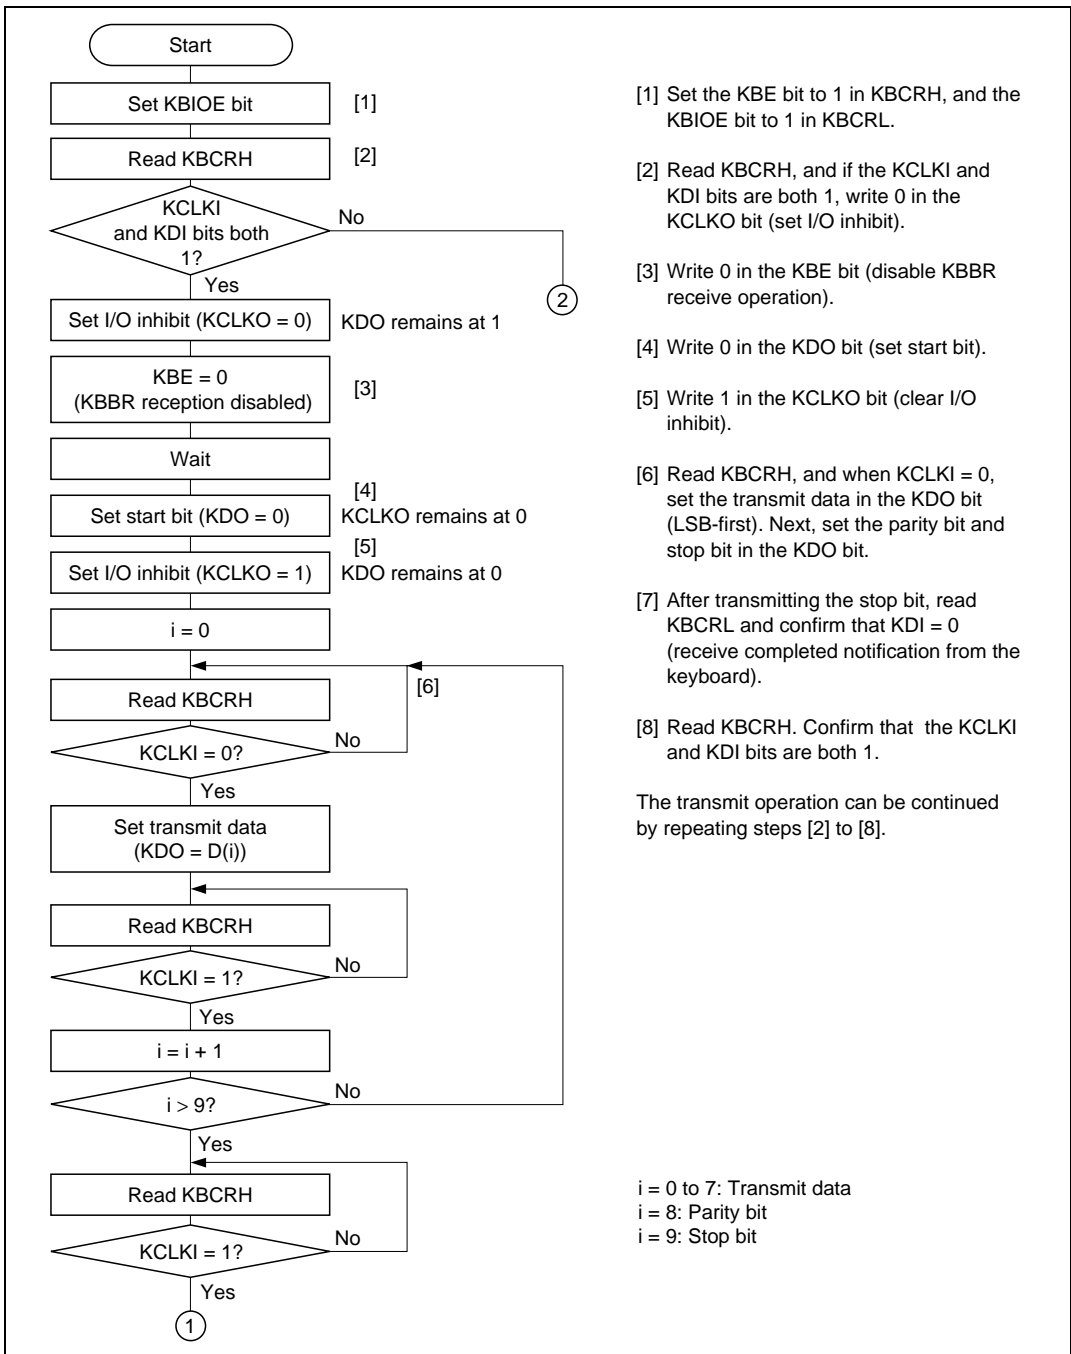 Start
Set KBIOE bit
[1]
Read KBCRH
[2]
KCLKI
and KDI bits both
1?
No
Yes
2
Set I/O inhibit (KCLKO = 0)
KDO remains at 1
KBE = 0
(KBBR reception disabled)
[3]
Wait
[4]
Set start bit (KDO = 0)
KCLKO remains at 0
[5]
Set I/O inhibit (KCLKO = 1)
KDO remains at 0
i = 0
[6]
Read KBCRH
KCLKI = 0?
No
Yes
Set transmit data
(KDO = D(i))
Read KBCRH
KCLKI = 1?
No
Yes
i = i + 1
i > 9?
No
Yes
Read KBCRH
KCLKI = 1?
No
Yes
1
[1] Set the KBE bit to 1 in KBCRH, and the
KBIOE bit to 1 in KBCRL.
[2] Read KBCRH, and if the KCLKI and
KDI bits are both 1, write 0 in the
KCLKO bit (set I/O inhibit).
[3] Write 0 in the KBE bit (disable KBBR
receive operation).
[4] Write 0 in the KDO bit (set start bit).
[5] Write 1 in the KCLKO bit (clear I/O
inhibit).
[6] Read KBCRH, and when KCLKI = 0,
set the transmit data in the KDO bit
(LSB-first). Next, set the parity bit and
stop bit in the KDO bit.
[7] After transmitting the stop bit, read
KBCRL and confirm that KDI = 0
(receive completed notification from the
keyboard).
[8] Read KBCRH. Confirm that the KCLKI
and KDI bits are both 1.
The transmit operation can be continued
by repeating steps [2] to [8].
i = 0 to 7: Transmit data
i = 8: Parity bit
i = 9: Stop bit